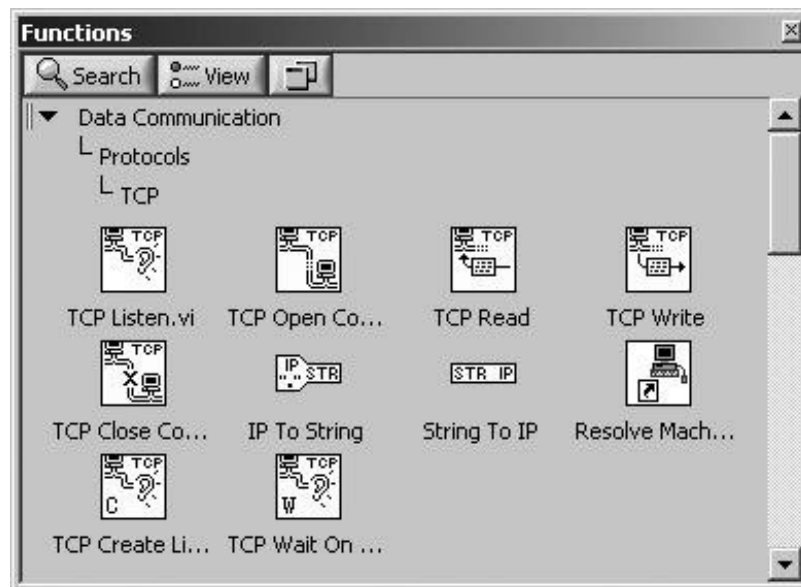 Functions
Search View
Data Communication
Protocols
TCP
TCP TCP TCP TCP
TCP Listen.vi TCP Open Co... TCP Read TCP Write
TCP IP STR STR IP
TCP Close Co... IP To String String To IP Resolve Mach...
TCP C TCP W
TCP Create Li... TCP Wait On ...